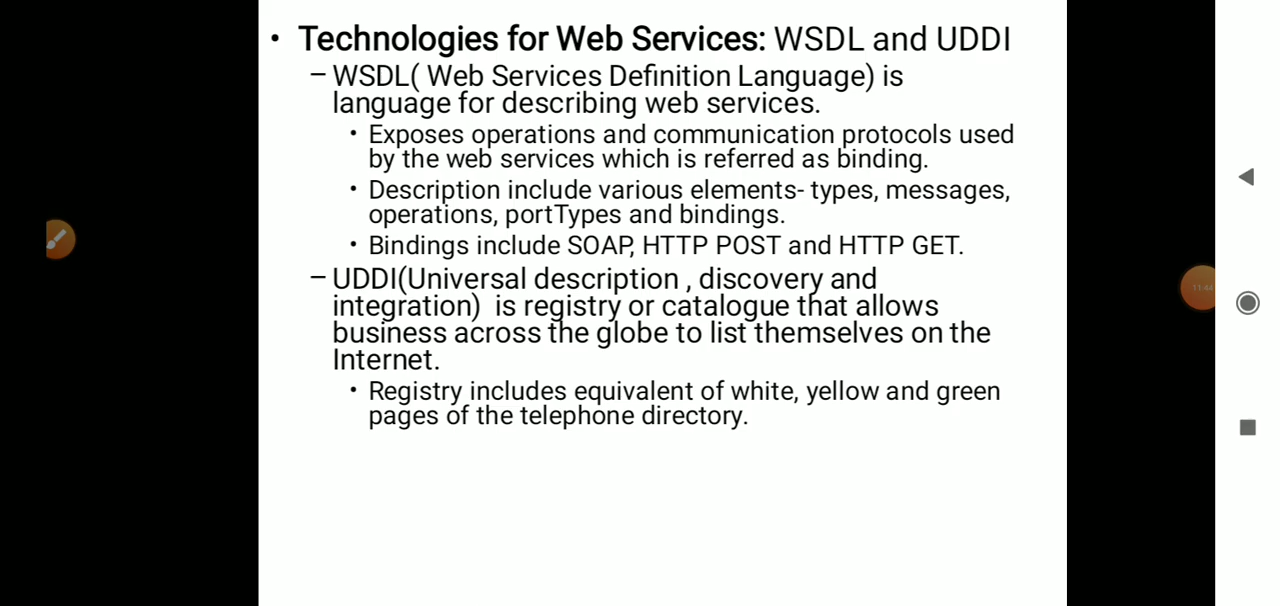 • Technologies for Web Services: WSDL and UDDI
– WSDL( Web Services Definition Language) is
language for describing web services.
• Exposes operations and communication protocols used
by the web services which is referred as binding.
• Description include various elements- types, messages,
operations, portTypes and bindings.
• Bindings include SOAP, HTTP POST and HTTP GET.
– UDDI(Universal description , discovery and
integration) is registry or catalogue that allows
business across the globe to list themselves on the
Internet.
• Registry includes equivalent of white, yellow and green
pages of the telephone directory.
11:44